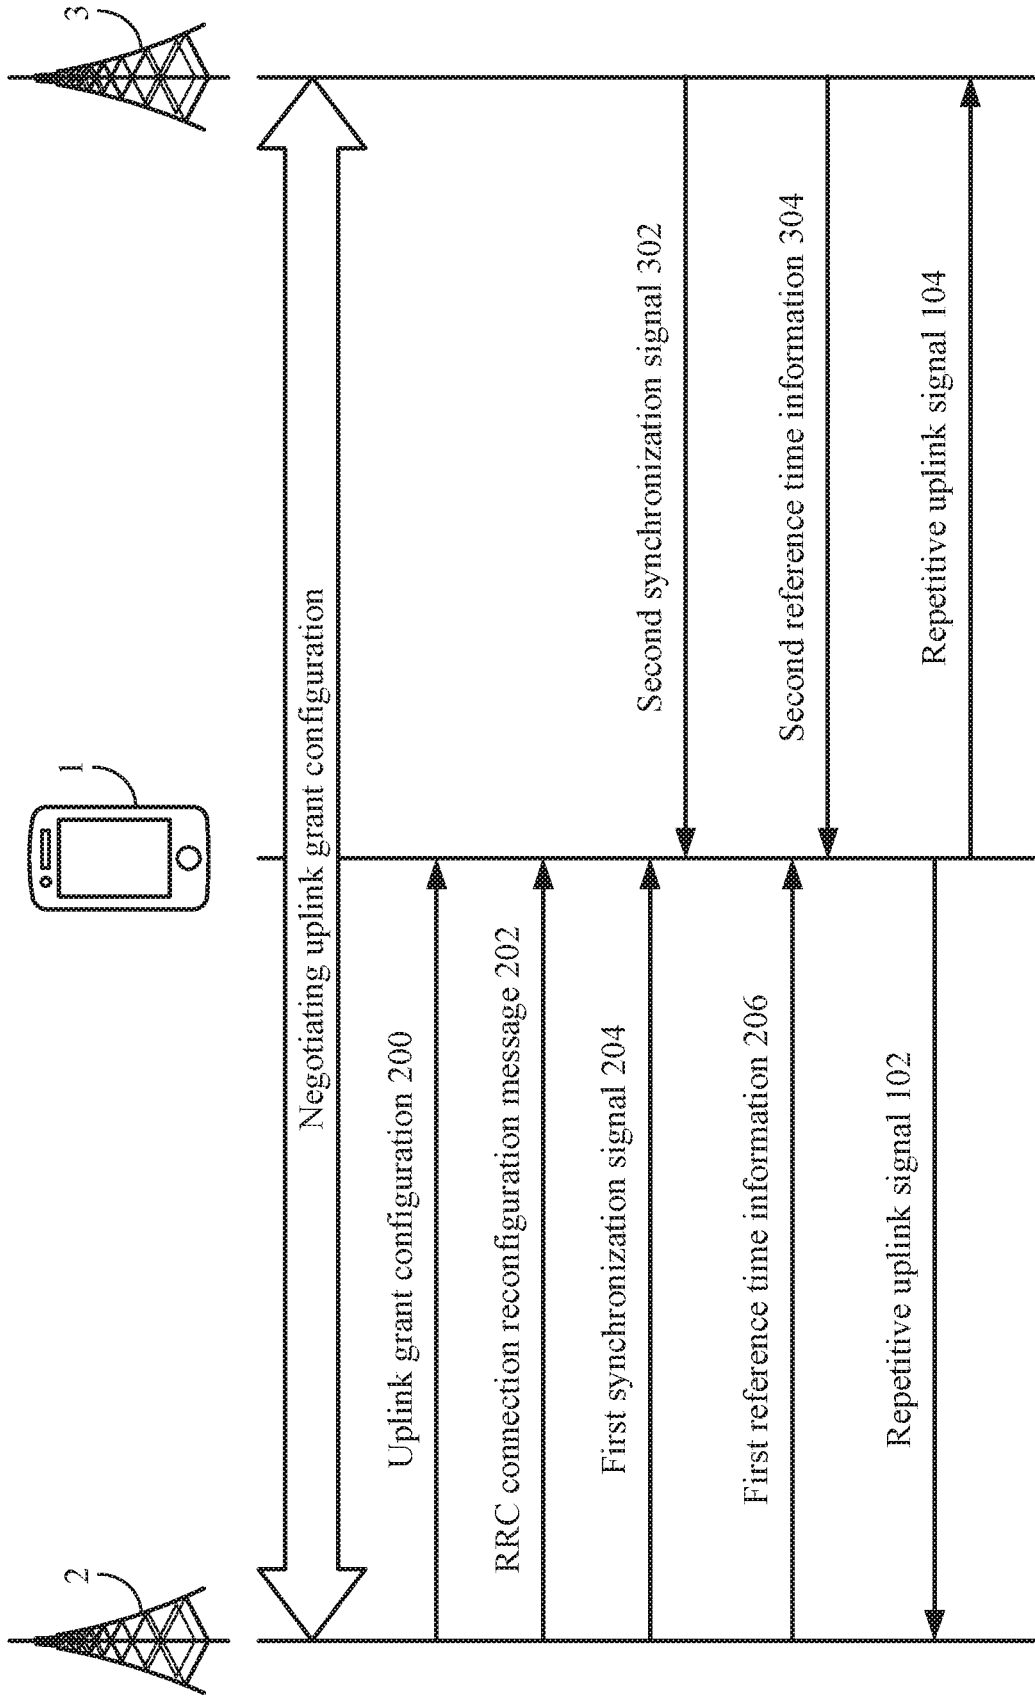 2
1
3
Negotiating uplink grant configuration
Uplink grant configuration 200
RRC connection reconfiguration message 202
First synchronization signal 204
Second synchronization signal 302
First reference time information 206
Second reference time information 304
Repetitive uplink signal 102
Repetitive uplink signal 104